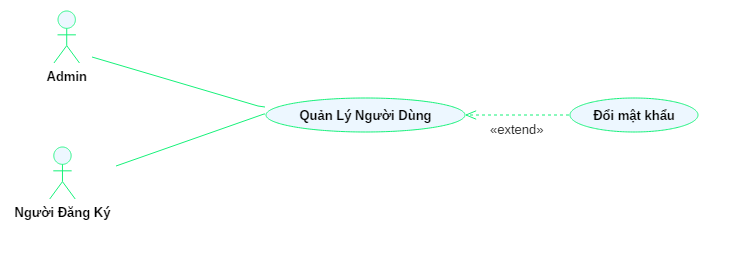 Admin
Quản Lý Người Dùng
Đổi mật khẩu
«extend»
Người Đăng Ký